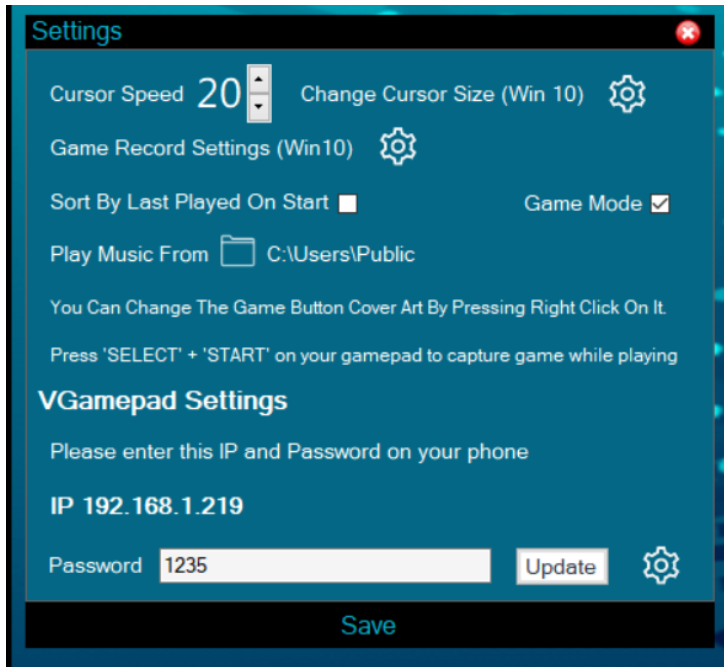 Settings
Cursor Speed 20 Change Cursor Size (Win 10)
Game Record Settings (Win10)
Sort By Last Played On Start Game Mode
Play Music From C:\Users\Public
You Can Change The Game Button Cover Art By Pressing Right Click On It.
Press 'SELECT' + 'START' on your gamepad to capture game while playing
VGamepad Settings
Please enter this IP and Password on your phone
IP 192.168.1.219
Password 1235 Update
Save